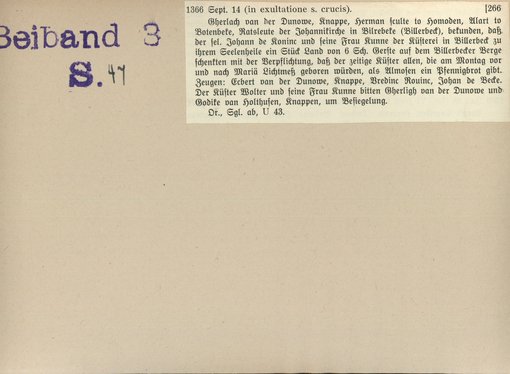 Beiband 3
S. 41
1366 Sept. 14 (in exultatione s. crucis). [266
Gherlach van der Dunowe, Knappe, Herman sculte to Homoden, Alart to
Botenbeke, Ratsleute der Johannikirche in Bilrebeke (Billerbeck), bekunden, daß
der sel. Johann de Koninc und seine Frau Kunne der Küsterei in Billerbeck zu
ihrem Seelenheile ein Stück Land von 6 Sch. Gerste auf dem Billerbecker Berge
schenkten mit der Verpflichtung, daß der zeitige Küster allen, die am Montag vor
und nach Mariä Lichtmeß geboren würden, als Almosen ein Pfennigbrot gibt.
Zeugen: Ecbert van der Dunowe, Knappe, Bredinc Rouinc, Johan de Becke.
Der Küster Wolter und seine Frau Kunne bitten Gherligh van der Dunowe und
Godike van Holthusen, Knappen, um Besiegelung.
Or., Sgl. ab, U 43.